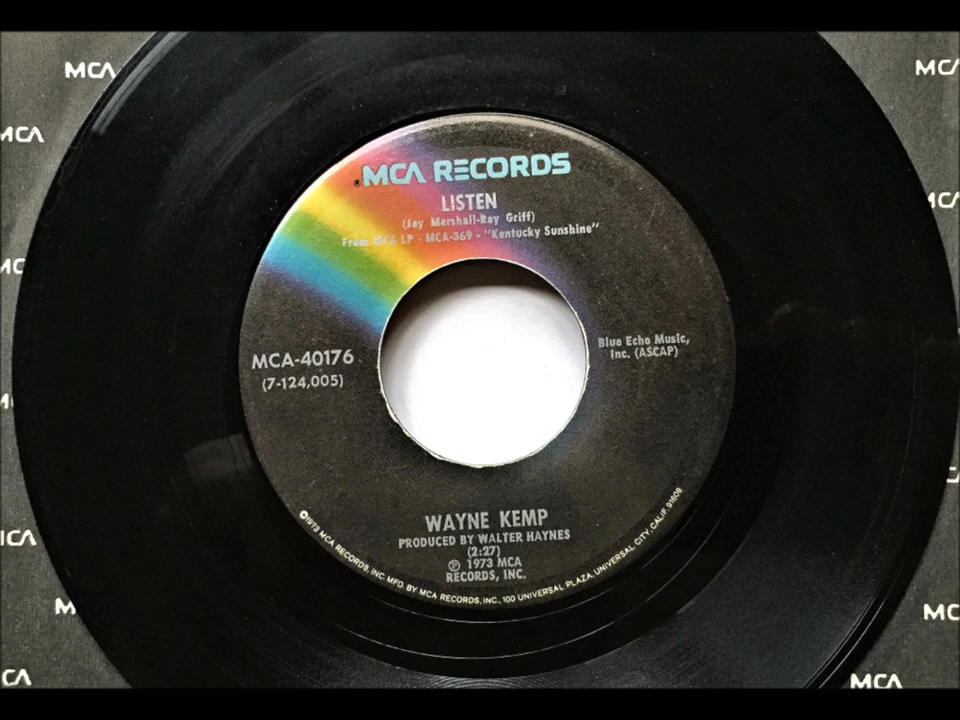 MCA RECORDS
LISTEN
(Jay Marshall-Ray Griff)
From MCA LP - MCA-369 - "Kentucky Sunshine"
MCA-40176
(7-124,005)
Blue Echo Music,
Inc. (ASCAP)
WAYNE KEMP
PRODUCED BY WALTER HAYNES
(2:27)
℗ 1973 MCA
RECORDS, INC.
©1973 MCA RECORDS, INC. MFD. BY MCA RECORDS, INC., 100 UNIVERSAL PLAZA, UNIVERSAL CITY, CALIF. 91608
MCA
MCA
MCA
MCA
MCA
MCA
MCA